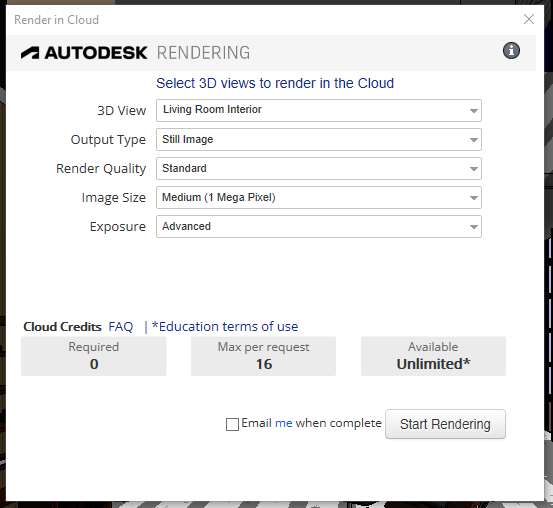 Render in Cloud
AUTODESK RENDERING
Select 3D views to render in the Cloud
3D View Living Room Interior
Output Type Still Image
Render Quality Standard
Image Size Medium (1 Mega Pixel)
Exposure Advanced
Cloud Credits FAQ | *Education terms of use
Required Max per request Available
0 16 Unlimited*
Email me when complete Start Rendering